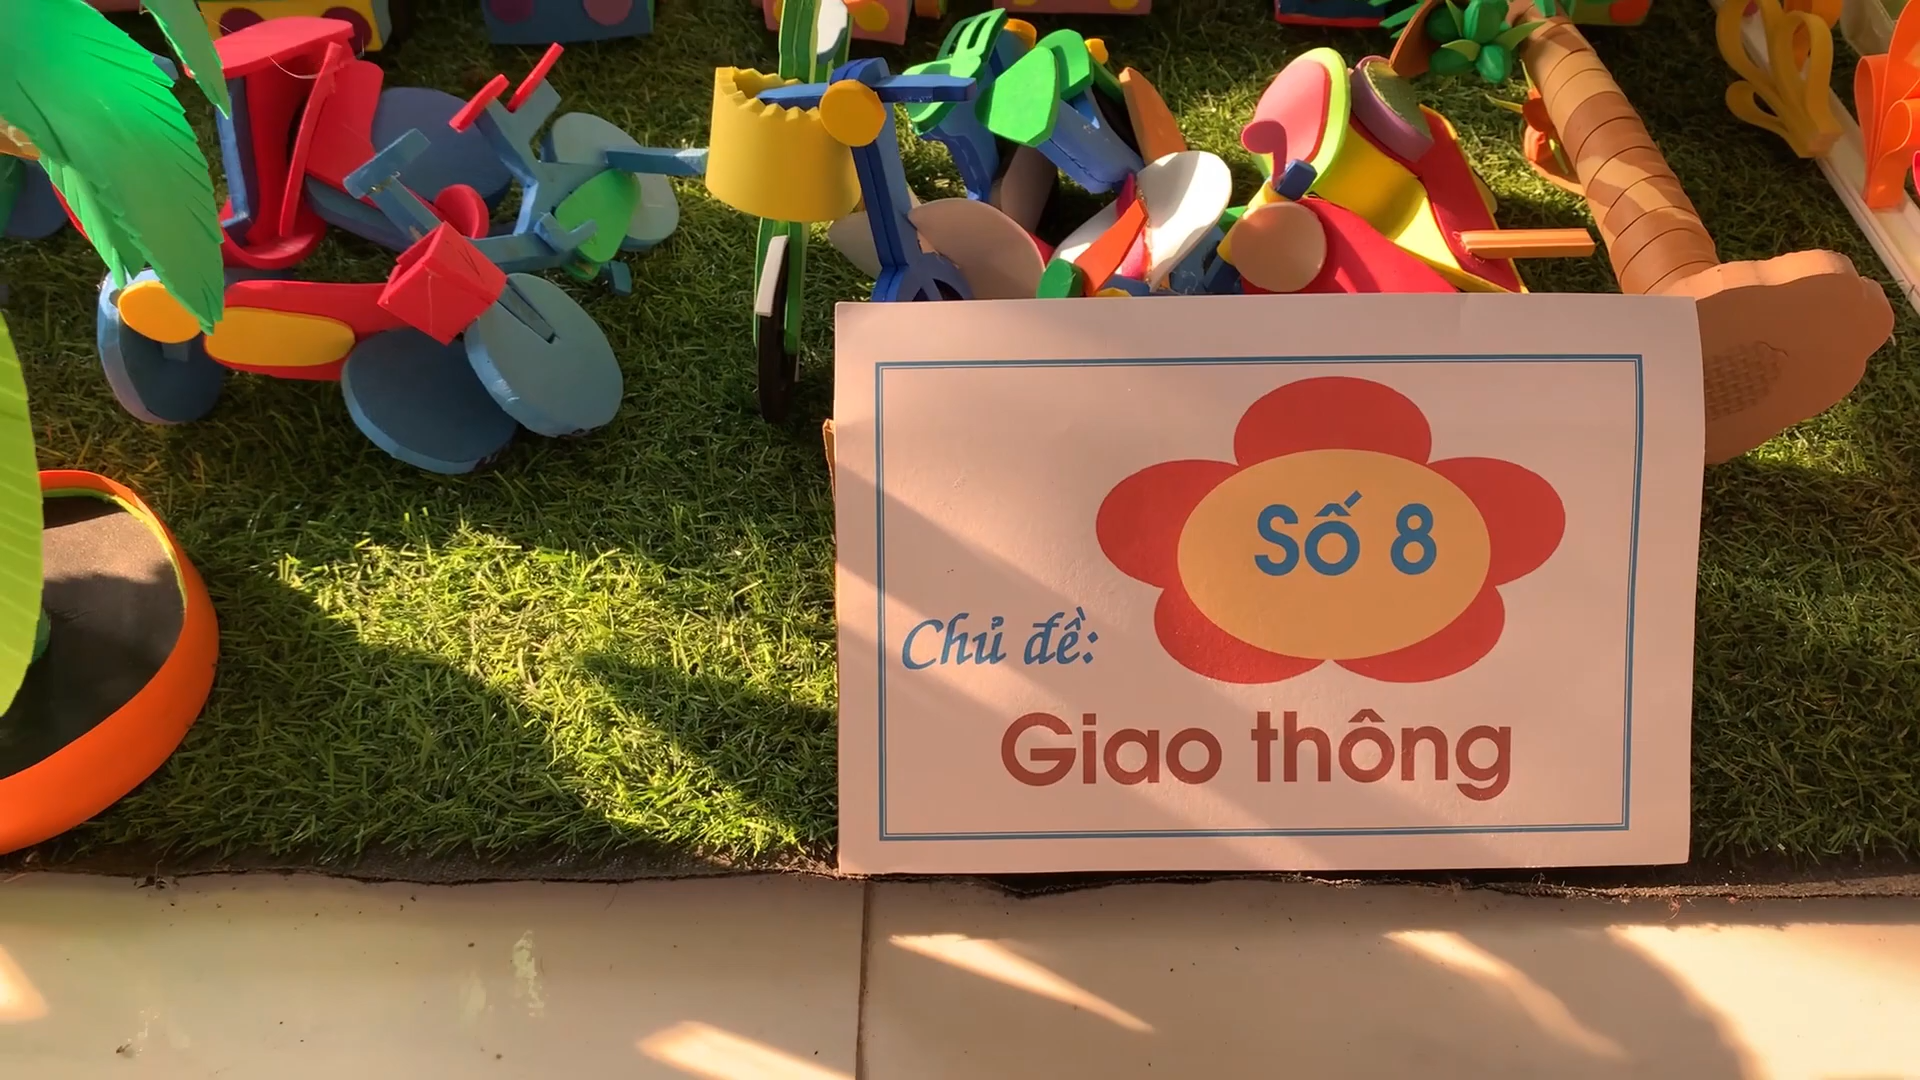 Số 8
Chủ đề:
Giao thông